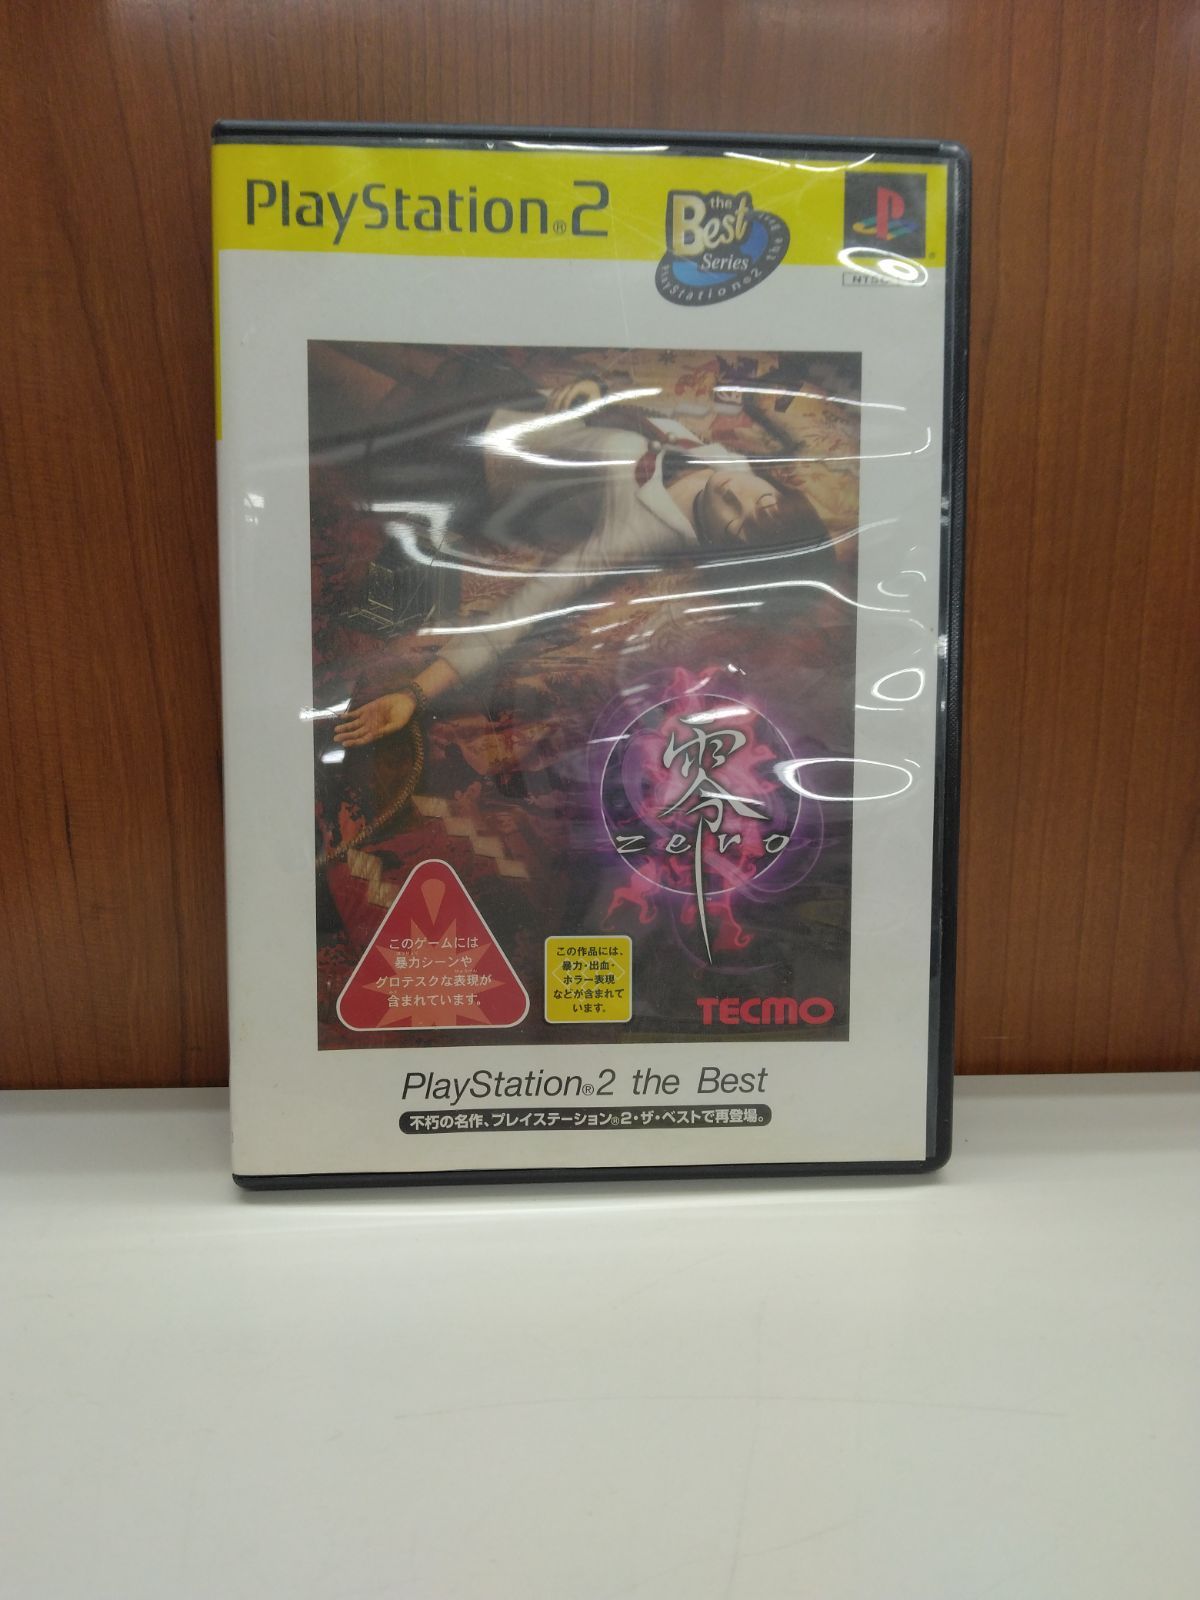 PlayStation®2
the
Best
Series
PlayStation®2 the Best
零
zero
このゲームには
暴力シーンや
グロテスクな表現が
含まれています。
この作品には、
暴力・出血・
ホラー表現
などが含まれて
います。
TECMO
PlayStation®2 the Best
不朽の名作、プレイステーション®2・ザ・ベストで再登場。